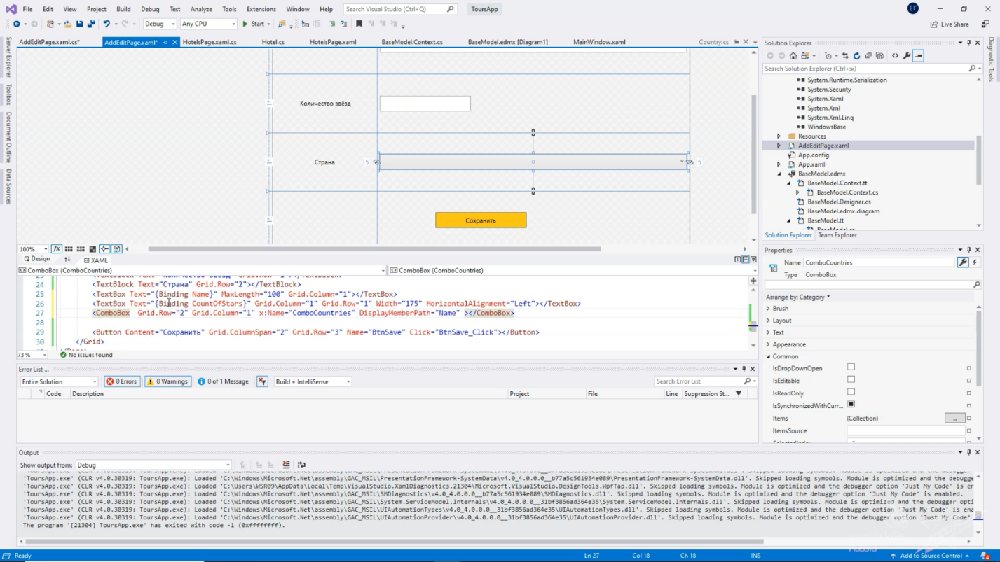 File Edit View Project Build Debug Test Analyze Tools Extensions Window Help Search Visual Studio (Ctrl+Q) ToursApp ЕГ
Debug Any CPU Start Live Share
AddEditPage.xaml.cs* AddEditPage.xaml* HotelsPage.xaml.cs Hotel.cs HotelsPage.xaml BaseModel.Context.cs BaseModel.edmx [Diagram1] MainWindow.xaml Country.cs
Server Explorer
Toolbox
Document Outline
Data Sources
Количество звёзд
Страна
5
5
Сохранить
100%
Design XAML
ComboBox (ComboCountries) ComboBox (ComboCountries)
24 <TextBlock Text="Страна" Grid.Row="2"></TextBlock>
25 <TextBox Text="{Binding Name}" MaxLength="100" Grid.Column="1"></TextBox>
26 <TextBox Text="{Binding CountOfStars}" Grid.Column="1" Grid.Row="1" Width="175" HorizontalAlignment="Left"></TextBox>
27 <ComboBox Grid.Row="2" Grid.Column="1" x:Name="ComboCountries" DisplayMemberPath="Name" ></ComboBox>
28
29 <Button Content="Сохранить" Grid.ColumnSpan="2" Grid.Row="3" Name="BtnSave" Click="BtnSave_Click"></Button>
30 </Grid>
73 % No issues found
Error List ...
Entire Solution 0 Errors 0 Warnings 0 of 1 Message Build + IntelliSense Search Error List
Code Description Project File Line Suppression St...
Output
Show output from: Debug
'ToursApp.exe' (CLR v4.0.30319: ToursApp.exe): Loaded 'C:\Users\WSR09\AppData\Local\Temp\VisualStudio.XamlDiagnostics.21304\Microsoft.VisualStudio.DesignTools.WpfTap.dll'. Skipped loading symbols. Module is optimized and the debugger option 'Just My Code' is en
'ToursApp.exe' (CLR v4.0.30319: ToursApp.exe): Loaded 'C:\Windows\Microsoft.Net\assembly\GAC_MSIL\SMDiagnostics\v4.0_4.0.0.0__b77a5c561934e089\SMDiagnostics.dll'. Skipped loading symbols. Module is optimized and the debugger option 'Just My Code' is enabled.
'ToursApp.exe' (CLR v4.0.30319: ToursApp.exe): Loaded 'C:\Windows\Microsoft.Net\assembly\GAC_MSIL\System.ServiceModel.Internals\v4.0_4.0.0.0__31bf3856ad364e35\System.ServiceModel.Internals.dll'. Skipped loading symbols. Module is optimized and the debugger opt
'ToursApp.exe' (CLR v4.0.30319: ToursApp.exe): Loaded 'C:\Windows\Microsoft.Net\assembly\GAC_MSIL\UIAutomationTypes\v4.0_4.0.0.0__31bf3856ad364e35\UIAutomationTypes.dll'. Skipped loading symbols. Module is optimized and the debugger option 'Just My Code' is
'ToursApp.exe' (CLR v4.0.30319: ToursApp.exe): Loaded 'C:\Windows\Microsoft.Net\assembly\GAC_MSIL\UIAutomationProvider\v4.0_4.0.0.0__31bf3856ad364e35\UIAutomationProvider.dll'. Skipped loading symbols. Module is optimized and the debugger option 'Just My Code'
The program '[21304] ToursApp.exe' has exited with code -1 (0xffffffff).
Solution Explorer
Search Solution Explorer (Ctrl+ж)
System.Runtime.Serialization
System.Security
System.Xaml
System.Xml
System.Xml.Linq
WindowsBase
Resources
AddEditPage.xaml
App.config
App.xaml
BaseModel.edmx
BaseModel.Context.tt
BaseModel.Context.cs
BaseModel.Designer.cs
BaseModel.edmx.diagram
BaseModel.tt
Solution Explorer Team Explorer
Properties
Name ComboCountries
Type ComboBox
Arrange by: Category
Brush
Layout
Text
Appearance
Common
IsDropDownOpen
IsEditable
IsReadOnly
IsSynchronizedWithCurr...
Items (Collection) ...
ItemsSource
Diagnostic Tools
Ready Ln 27 Col 18 Ch 18 INS Add to Source Control 4